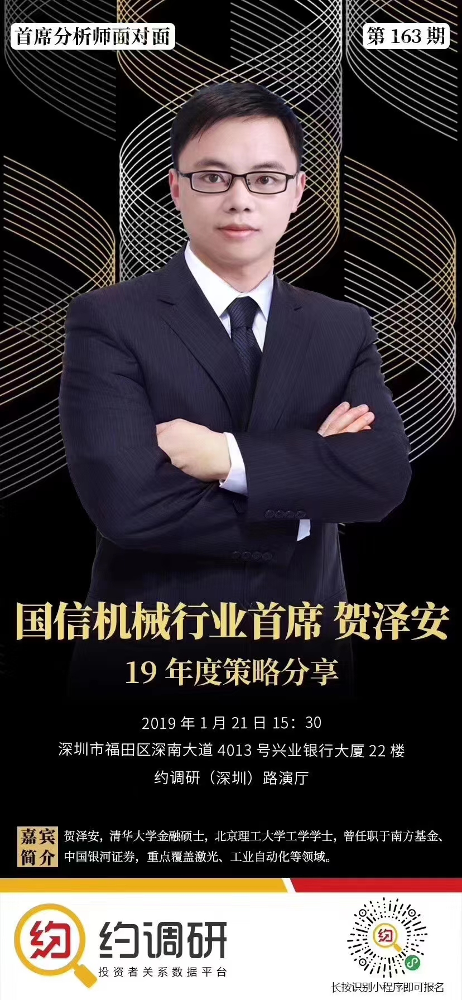 首席分析师面对面
第 163 期
国信机械行业首席 贺泽安
19 年度策略分享
2019 年 1 月 21 日 15：30
深圳市福田区深南大道 4013 号兴业银行大厦 22 楼
约调研（深圳）路演厅
嘉宾
简介
贺泽安，清华大学金融硕士，北京理工大学工学学士，曾任职于南方基金、
中国银河证券，重点覆盖激光、工业自动化等领域。
约
约调研
投资者关系数据平台
约
长按识别小程序即可报名